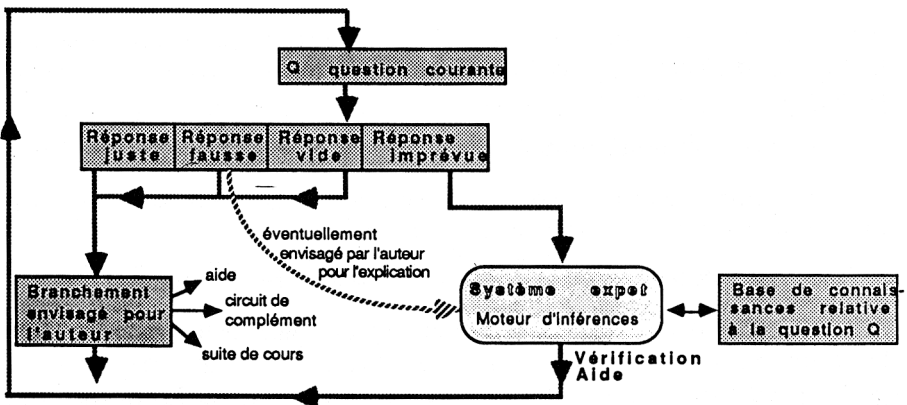 Q question courante
Réponse juste
Réponse fausse
Réponse vide
Réponse imprévue
éventuellement
envisagé par l'auteur
pour l'explication
Branchement
envisagé pour
l'auteur
aide
circuit de
complément
suite de cours
Système expet
Moteur d'inférences
Base de connais-
sances relative
à la question Q
Vérification
Aide